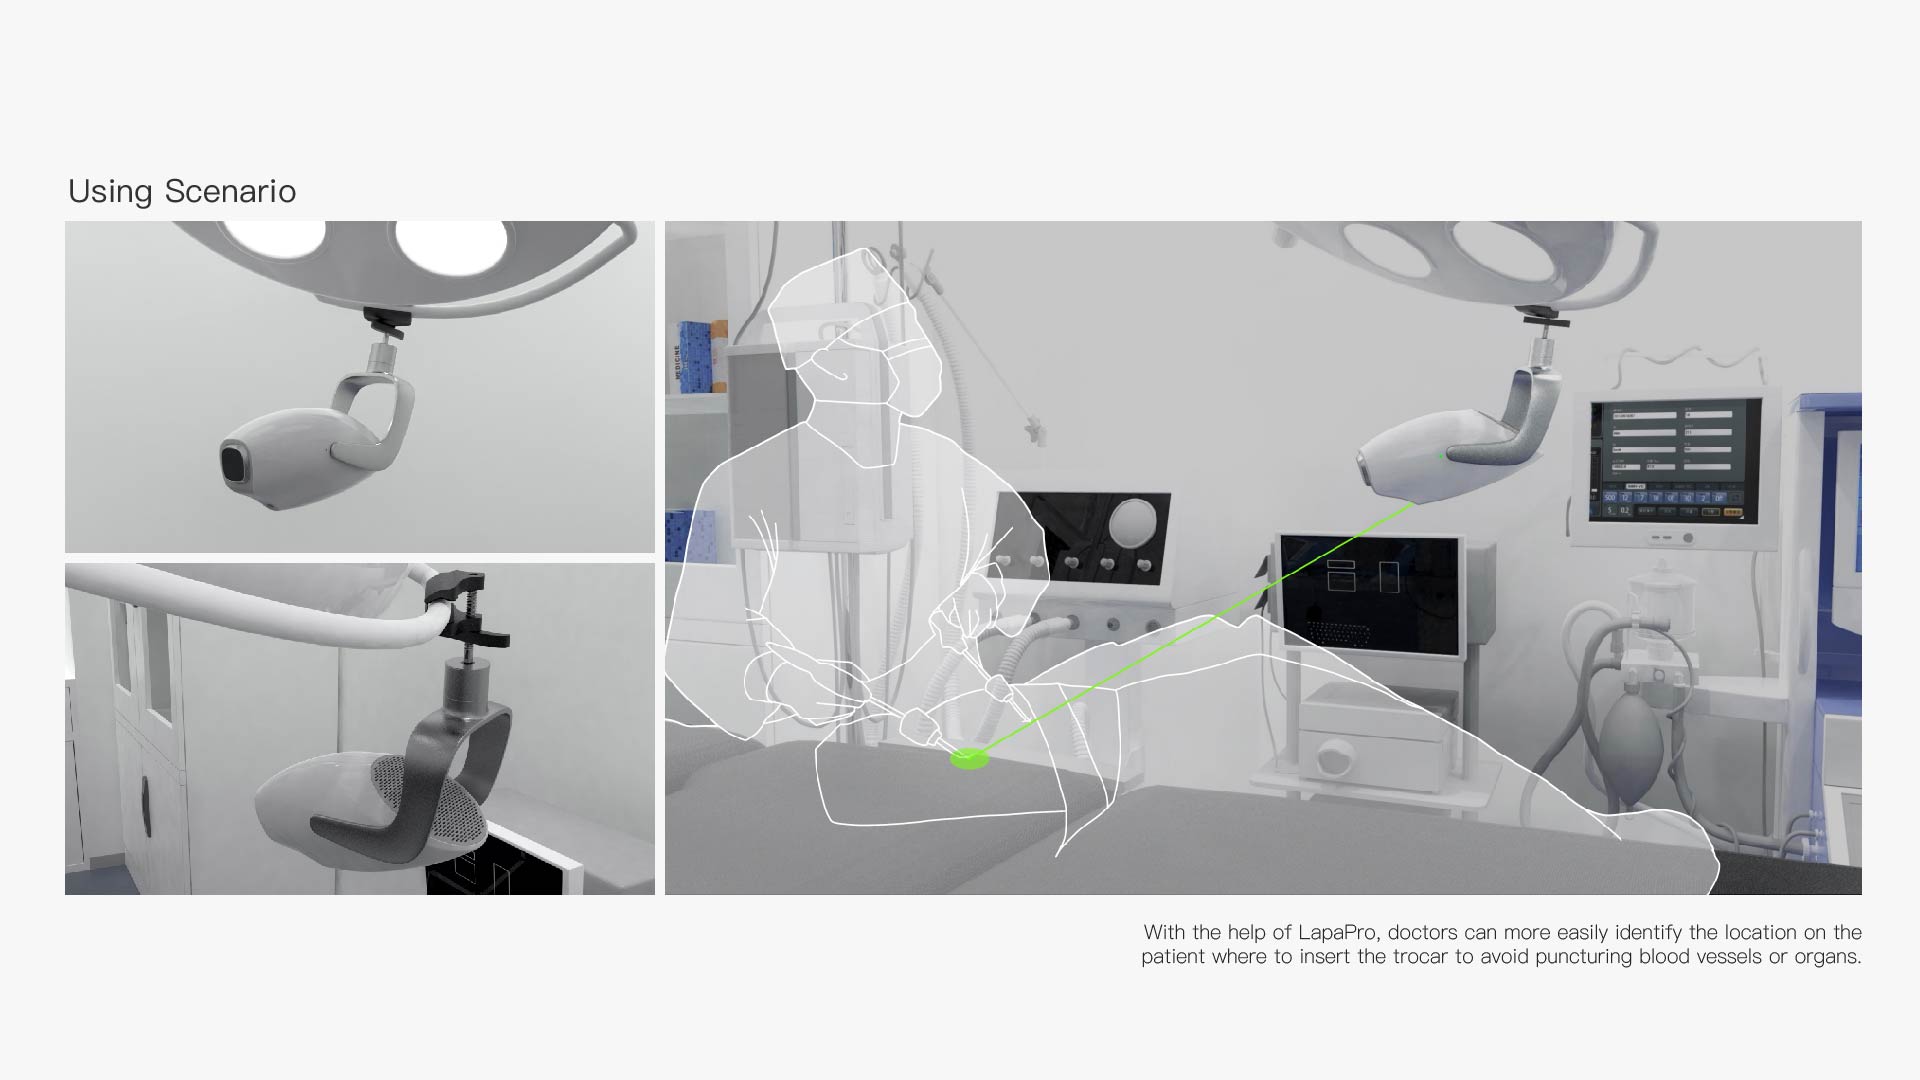 Using Scenario
MEDICINE
With the help of LapaPro, doctors can more easily identify the location on the
patient where to insert the trocar to avoid puncturing blood vessels or organs.